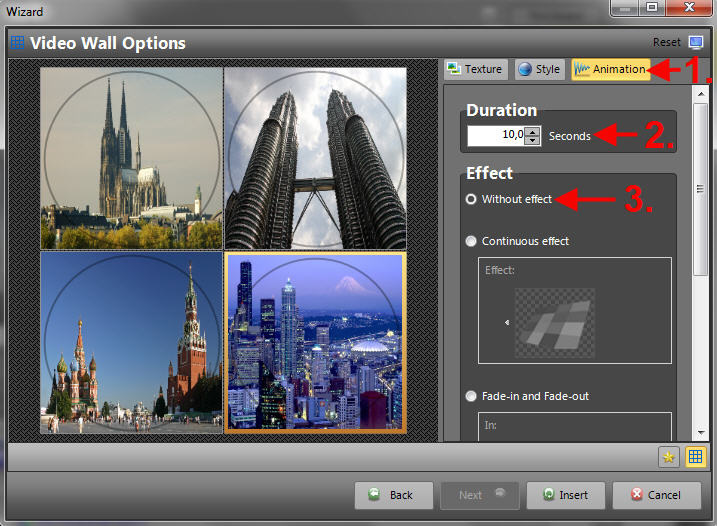 Wizard
Video Wall Options
Reset
Texture
Style
Animation
1.
Duration
10,0
Seconds
2.
Effect
Without effect
3.
Continuous effect
Effect:
Fade-in and Fade-out
In:
Back
Next
Insert
Cancel